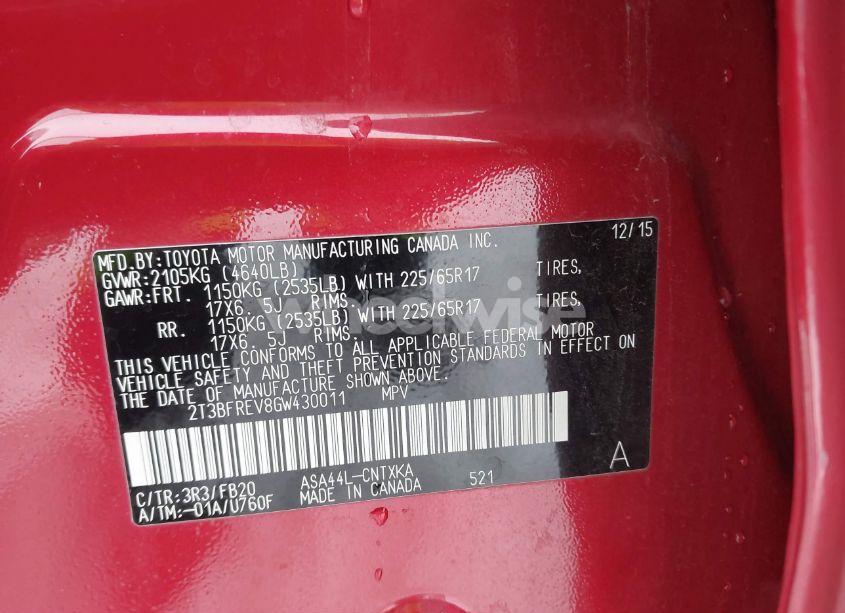 12/15
MFD.BY:TOYOTA MOTOR MANUFACTURING CANADA INC.
GVWR:2105KG (4640LB)
GAWR:FRT. 1150KG (2535LB) WITH 225/65R17 TIRES,
17X6. 5J RIMS.
RR. 1150KG (2535LB) WITH 225/65R17 TIRES,
17X6. 5J RIMS.
THIS VEHICLE CONFORMS TO ALL APPLICABLE FEDERAL MOTOR
VEHICLE SAFETY AND THEFT PREVENTION STANDARDS IN EFFECT ON
THE DATE OF MANUFACTURE SHOWN ABOVE.
2T3BFREV8GW430011 MPV
A
C/TR:3R3/FB20 ASA44L-CNTXKA 521
A/TM:-01A/U760F MADE IN CANADA
wheelwise